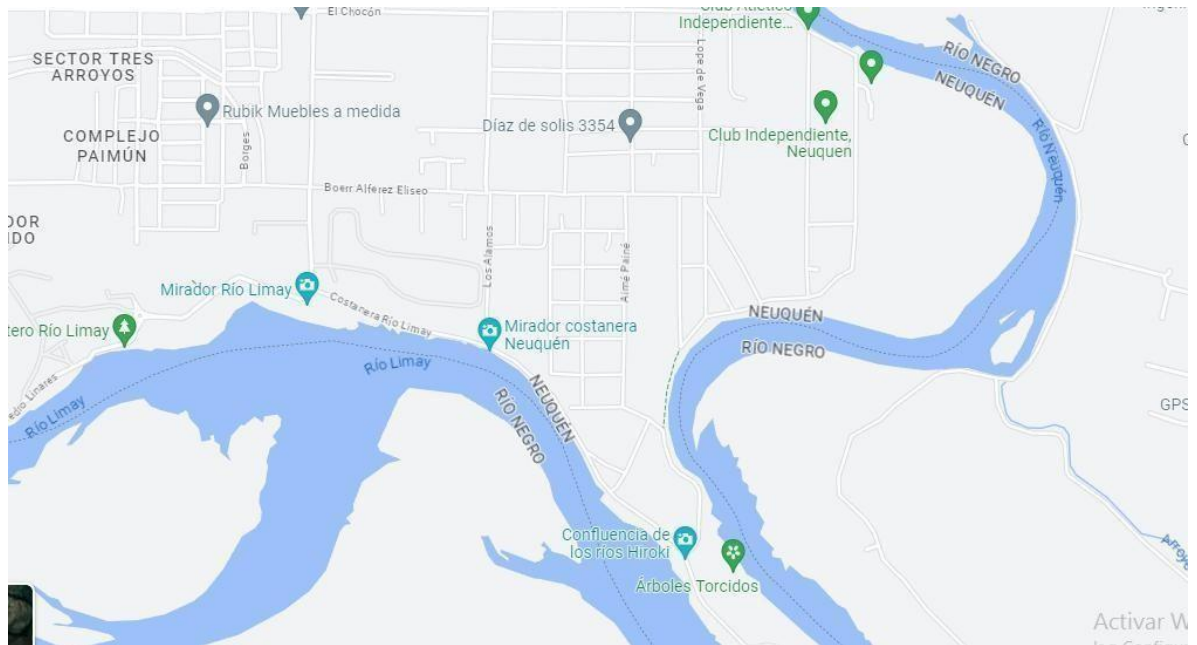 El Chocón
Club Atlético
Independiente...
SECTOR TRES
ARROYOS
RÍO NEGRO
NEUQUÉN
Lope de Vega
Rubik Muebles a medida
Díaz de solis 3354
Club Independiente,
Neuquen
Río Neuquén
COMPLEJO
PAIMÚN
Borges
Boerr Alferez Eliseo
Los Alamos
Aimé Painé
Mirador Río Limay
Costanera Río Limay
tero Río Limay
Mirador costanera
Neuquén
NEUQUÉN
RÍO NEGRO
Río Limay
edro Linares
Río Limay
NEUQUÉN
RÍO NEGRO
GPS
Confluencia de
los ríos Hiroki
Árboles Torcidos
Arroyo
Activar W